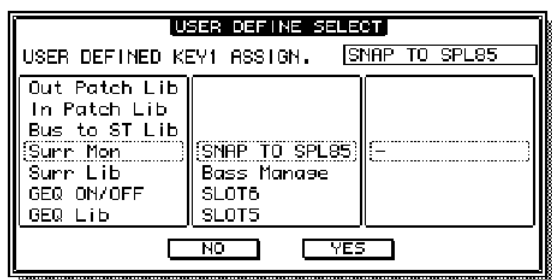 USER DEFINE SELECT
USER DEFINED KEY1 ASSIGN. SNAP TO SPL85
Out Patch Lib
In Patch Lib
Bus to ST Lib
Surr Mon SNAP TO SPL85 -
Surr Lib Bass Manage
GEQ ON/OFF SLOT6
GEQ Lib SLOT5
NO YES